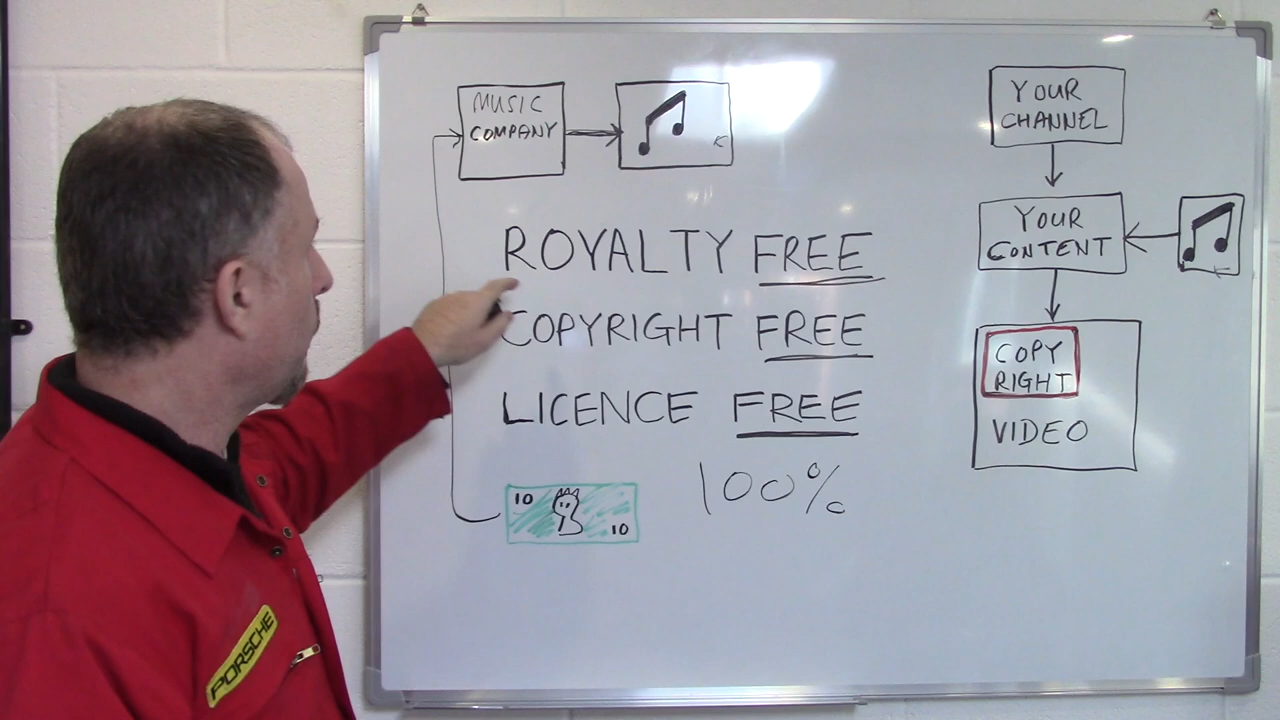 MUSIC
COMPANY
YOUR
CHANNEL
YOUR
CONTENT
ROYALTY FREE
COPYRIGHT FREE
LICENCE FREE
COPY
RIGHT
VIDEO
100%
10
10
PORSCHE